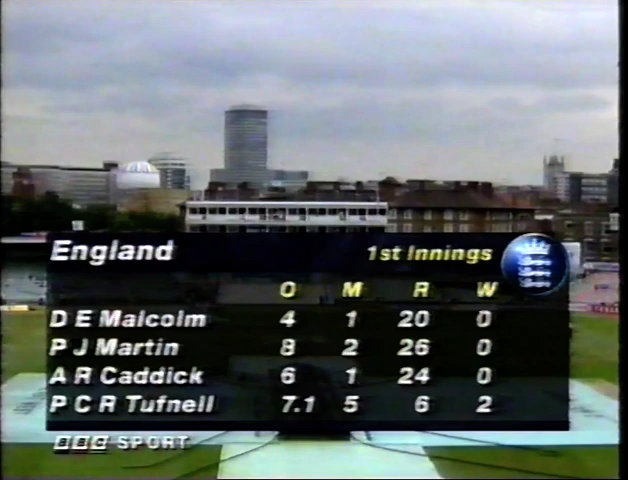 England 1st Innings
O M R W
D E Malcolm 4 1 20 0
P J Martin 8 2 26 0
A R Caddick 6 1 24 0
P C R Tufnell 7.1 5 6 2
BBC SPORT